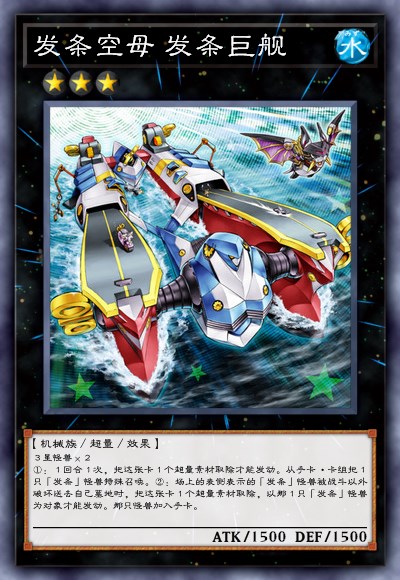 发条空母 发条巨舰
水
【机械族／超量／效果】
３星怪兽×２
①：１回合１次，把这张卡１个超量素材取除才能发动。从手卡·卡组把１
只「发条」怪兽特殊召唤。②：场上的表侧表示的「发条」怪兽被战斗以外
破坏送去自己墓地时，把这张卡１个超量素材取除，以那１只「发条」怪兽
为对象才能发动。那只怪兽加入手卡。
ATK/1500 DEF/1500